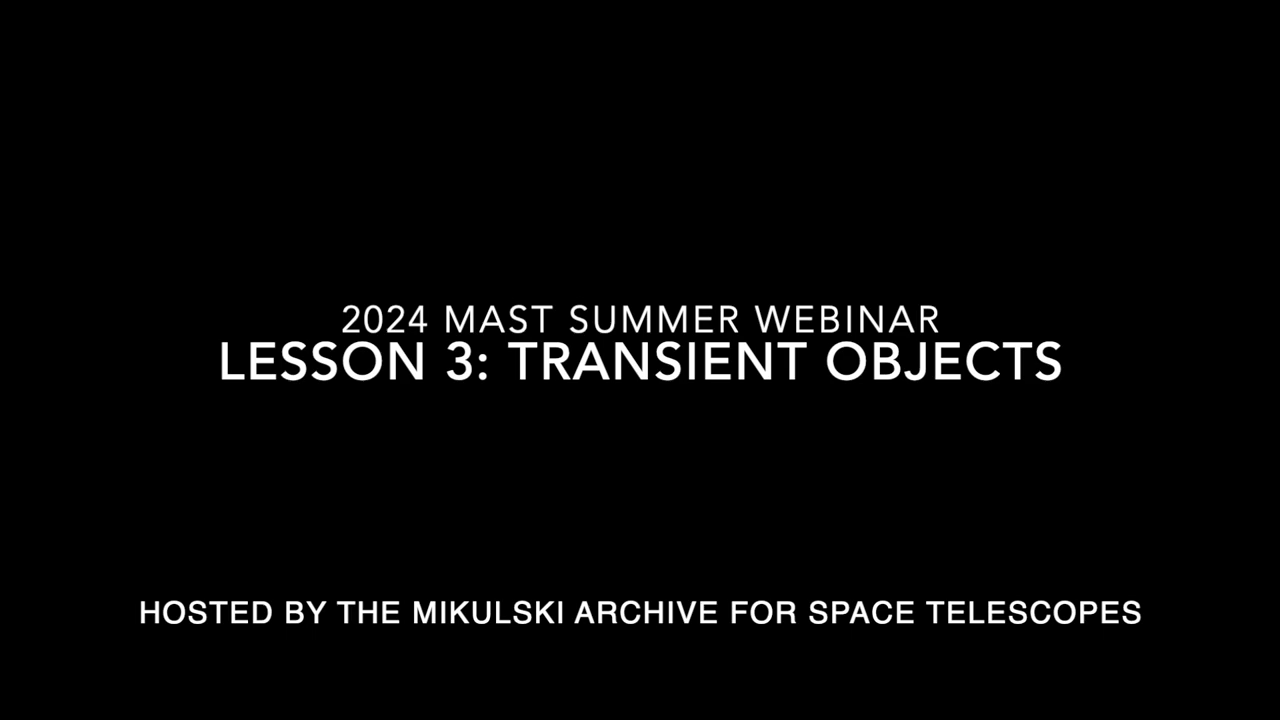 2024 MAST SUMMER WEBINAR
LESSON 3: TRANSIENT OBJECTS
HOSTED BY THE MIKULSKI ARCHIVE FOR SPACE TELESCOPES